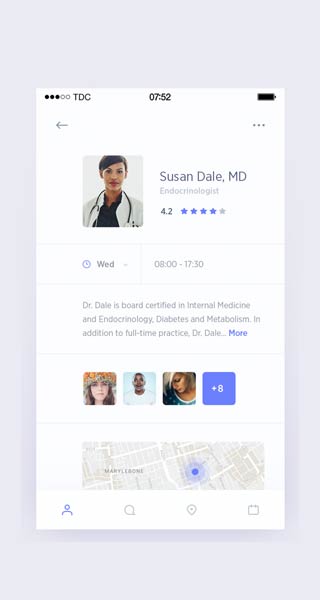 TDC 07:52
Susan Dale, MD
Endocrinologist
4.2
Wed 08:00 - 17:30
Dr. Dale is board certified in Internal Medicine
and Endocrinology, Diabetes and Metabolism. In
addition to full-time practice, Dr. Dale... More
+8
MARYLEBONE